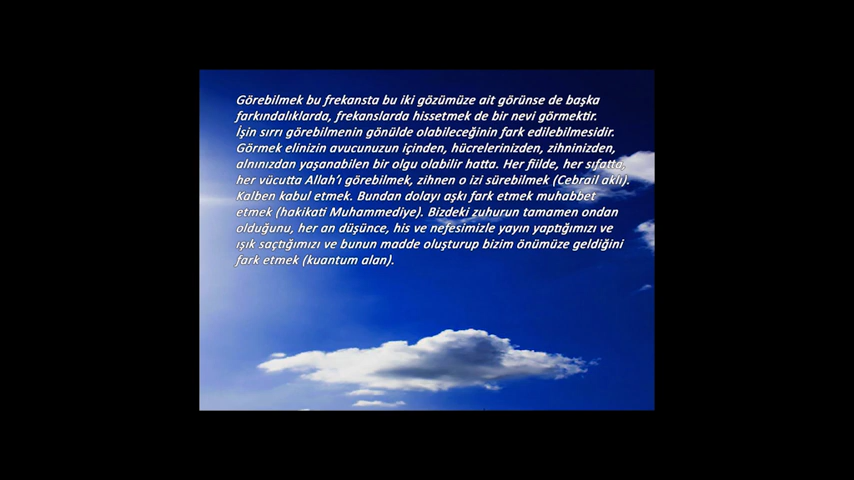 Görebilmek bu frekansta bu iki gözümüze ait görünse de başka
farkındalıklarda, frekanslarda hissetmek de bir nevi görmektir.
İşin sırrı görebilmenin gönülde olabileceğinin fark edilebilmesidir.
Görmek elinizin avucunuzun içinden, hücrelerinizden, zihninizden,
alnınızdan yaşanabilen bir olgu olabilir hatta. Her fiilde, her sıfatta,
her vücutta Allah'ı görebilmek, zihnen o izi sürebilmek (Cebrail aklı).
Kalben kabul etmek. Bundan dolayı aşkı fark etmek muhabbet
etmek (hakikati Muhammediye). Bizdeki zuhurun tamamen ondan
olduğunu, her an düşünce, his ve nefesimizle yayın yaptığımızı ve
ışık saçtığımızı ve bunun madde oluşturup bizim önümüze geldiğini
fark etmek (kuantum alan).